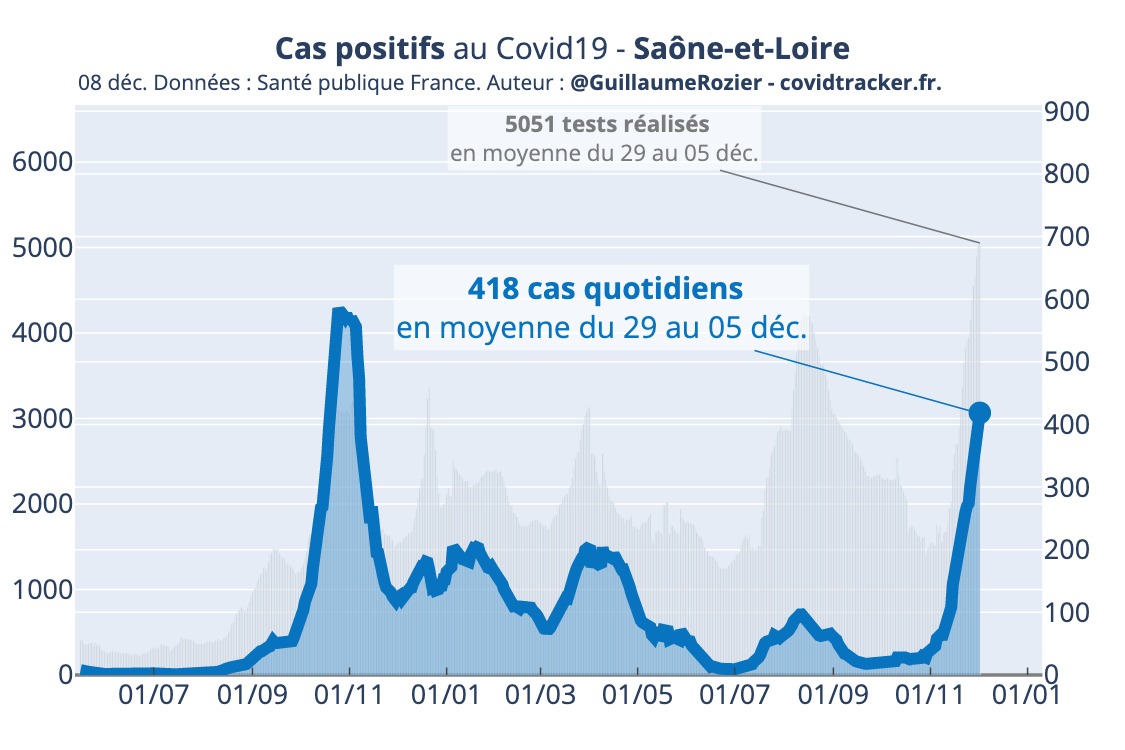 Cas positifs au Covid19 - Saône-et-Loire
08 déc. Données : Santé publique France. Auteur : @GuillaumeRozier - covidtracker.fr.
5051 tests réalisés
en moyenne du 29 au 05 déc.
418 cas quotidiens
en moyenne du 29 au 05 déc.
6000
5000
4000
3000
2000
1000
0
900
800
700
600
500
400
300
200
100
0
01/07 01/09 01/11 01/01 01/03 01/05 01/07 01/09 01/11 01/01